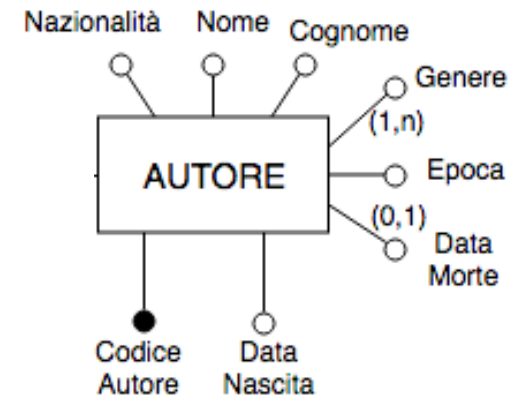 Nazionalità Nome Cognome
Genere
(1,n)
AUTORE
Epoca
(0,1)
Data
Morte
Codice
Autore
Data
Nascita